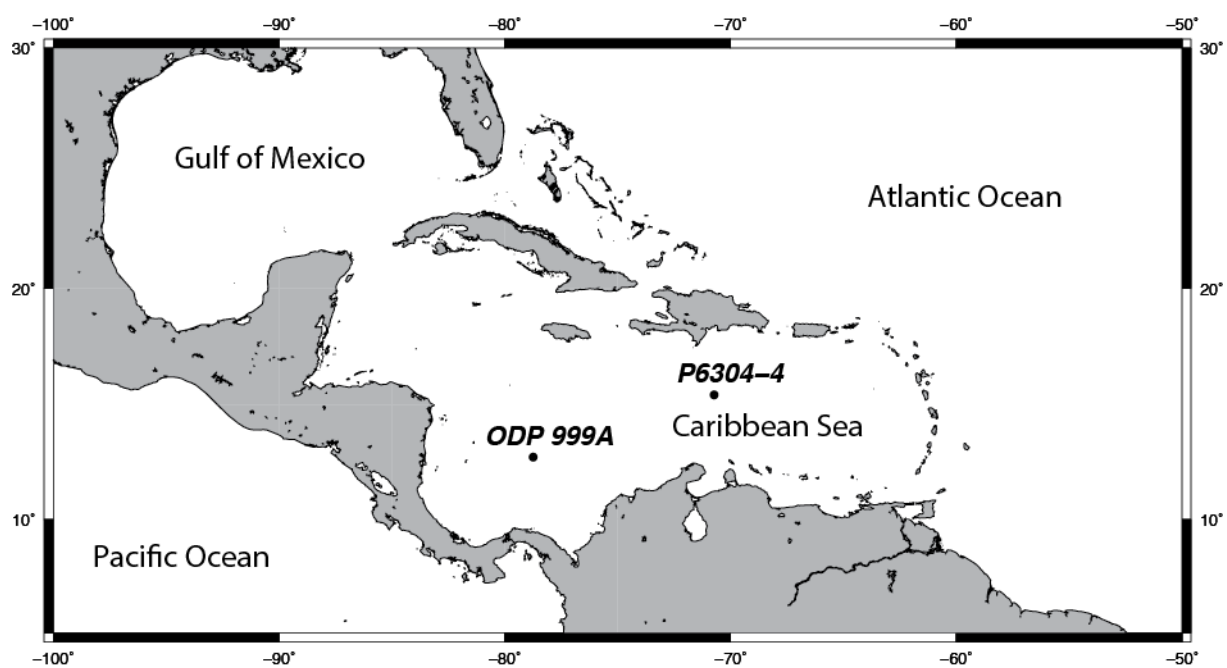 −100˚ −90˚ −80˚ −70˚ −60˚ −50˚
30˚ 30˚
Gulf of Mexico
Atlantic Ocean
20˚ 20˚
P6304−4
Caribbean Sea
ODP 999A
10˚ 10˚
Pacific Ocean
−100˚ −90˚ −80˚ −70˚ −60˚ −50˚